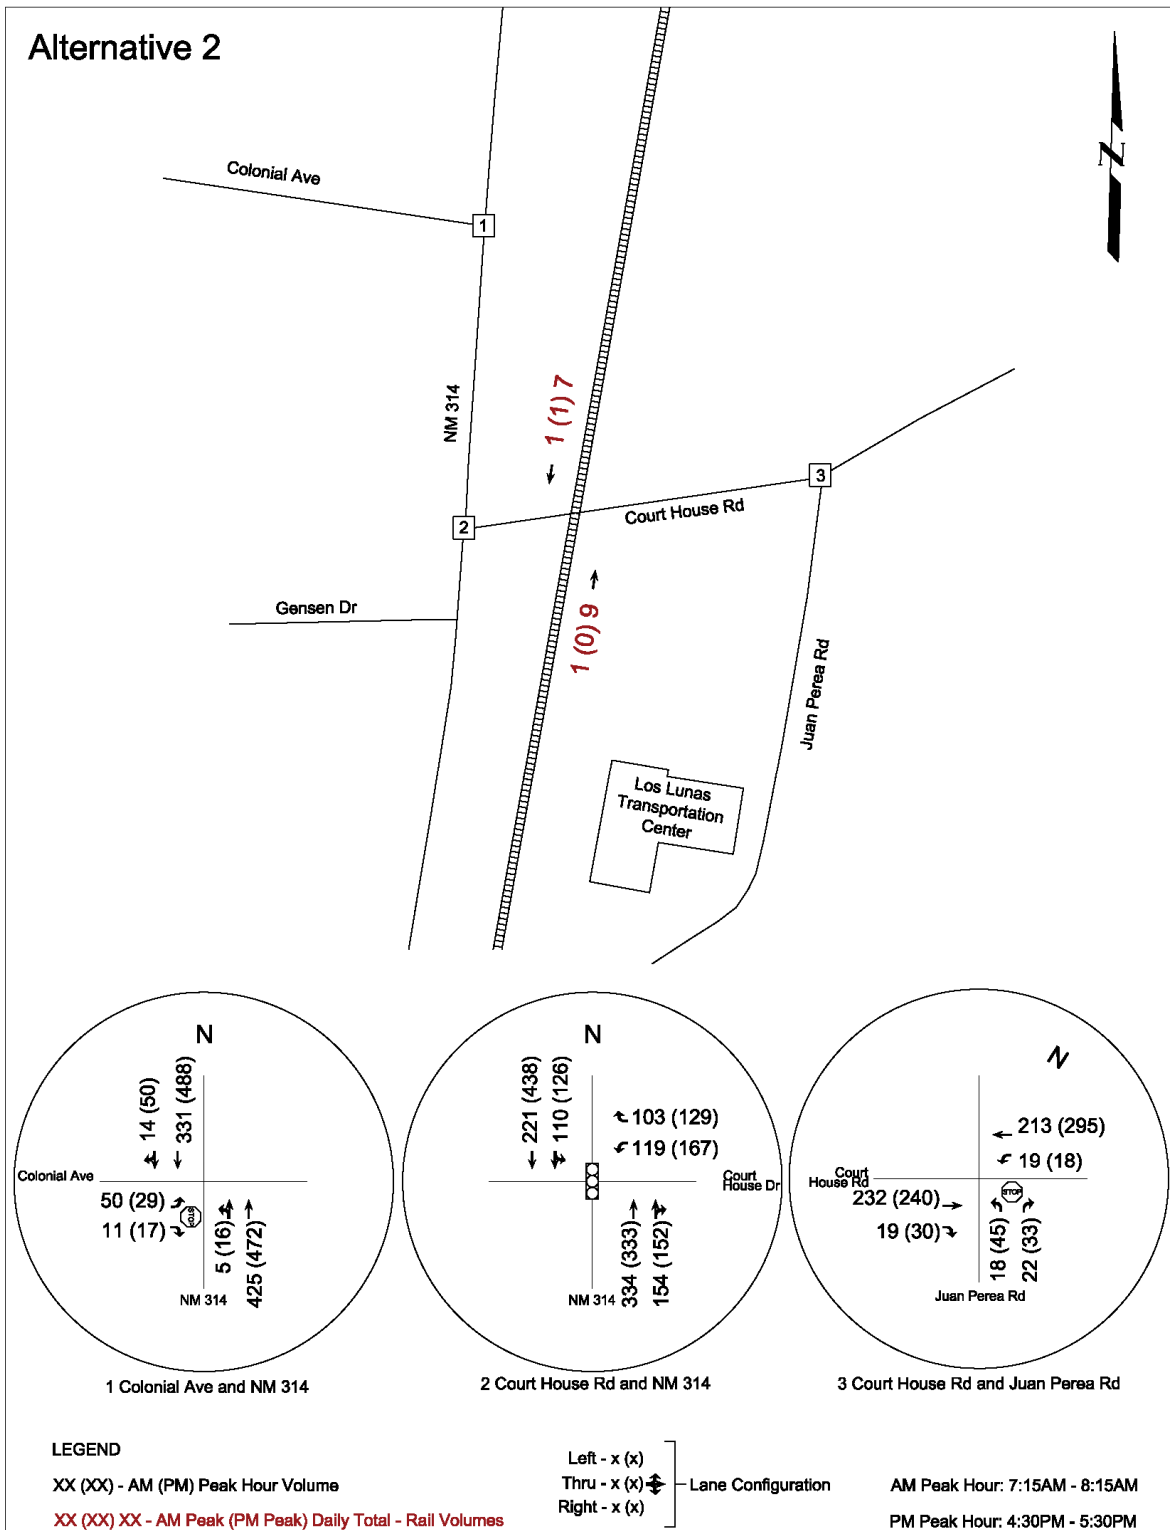 Alternative 2
N
Colonial Ave
1
NM 314
1 (1) 7
3
2
Court House Rd
Gensen Dr
1 (0) 9
Juan Perea Rd
Los Lunas
Transportation
Center
N
14 (50)
331 (488)
Colonial Ave
50 (29)
11 (17)
STOP
5 (16)
425 (472)
NM 314
1 Colonial Ave and NM 314
N
221 (438)
110 (126)
103 (129)
119 (167)
Court
House Dr
334 (333)
154 (152)
NM 314
2 Court House Rd and NM 314
N
213 (295)
19 (18)
Court
House Rd
232 (240)
19 (30)
STOP
18 (45)
22 (33)
Juan Perea Rd
3 Court House Rd and Juan Perea Rd
LEGEND
XX (XX) - AM (PM) Peak Hour Volume
XX (XX) XX - AM Peak (PM Peak) Daily Total - Rail Volumes
Left - x (x)
Thru - x (x)
Right - x (x)
Lane Configuration
AM Peak Hour: 7:15AM - 8:15AM
PM Peak Hour: 4:30PM - 5:30PM